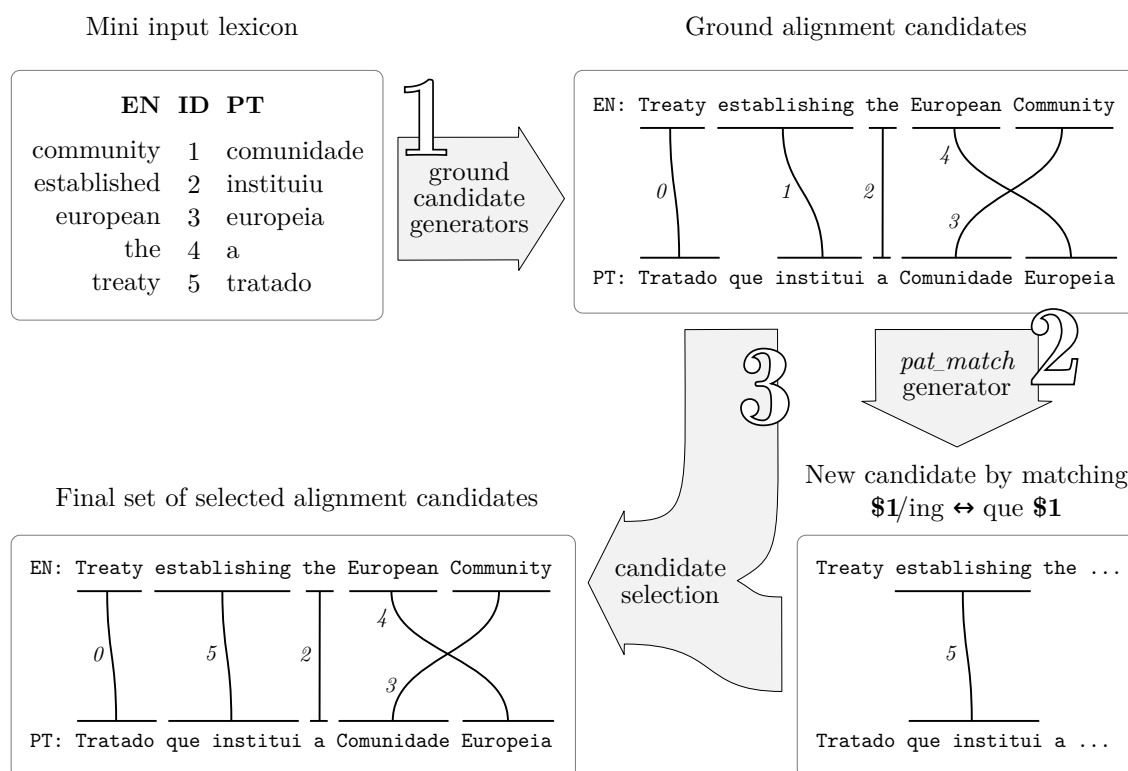 Mini input lexicon
EN ID PT
community 1 comunidade
established 2 instituiu
european 3 europeia
the 4 a
treaty 5 tratado
1
ground
candidate
generators
Ground alignment candidates
EN: Treaty establishing the European Community
4
0 1 2
3
PT: Tratado que institui a Comunidade Europeia
2
pat_match
generator
3
New candidate by matching
$1/ing ↔ que $1
Treaty establishing the ...
5
Tratado que institui a ...
candidate
selection
Final set of selected alignment candidates
EN: Treaty establishing the European Community
4
0 5 2
3
PT: Tratado que institui a Comunidade Europeia